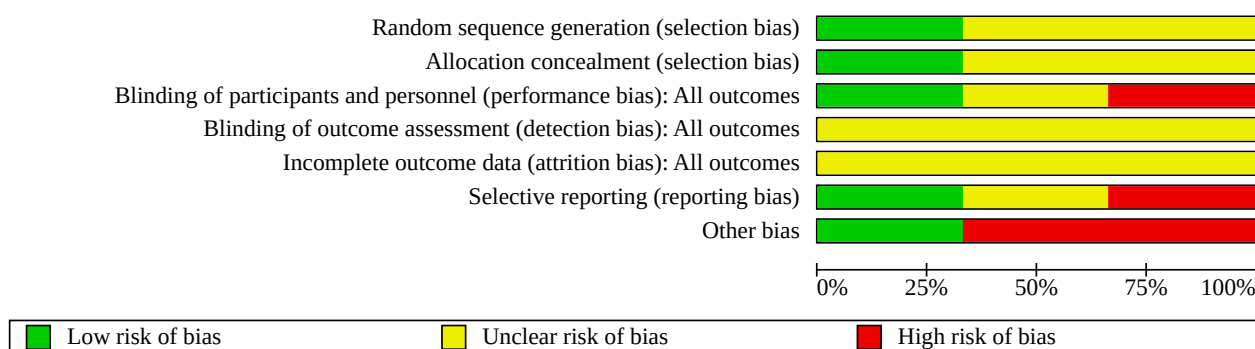 Random sequence generation (selection bias)
Allocation concealment (selection bias)
Blinding of participants and personnel (performance bias): All outcomes
Blinding of outcome assessment (detection bias): All outcomes
Incomplete outcome data (attrition bias): All outcomes
Selective reporting (reporting bias)
Other bias
0% 25% 50% 75% 100%
Low risk of bias Unclear risk of bias High risk of bias